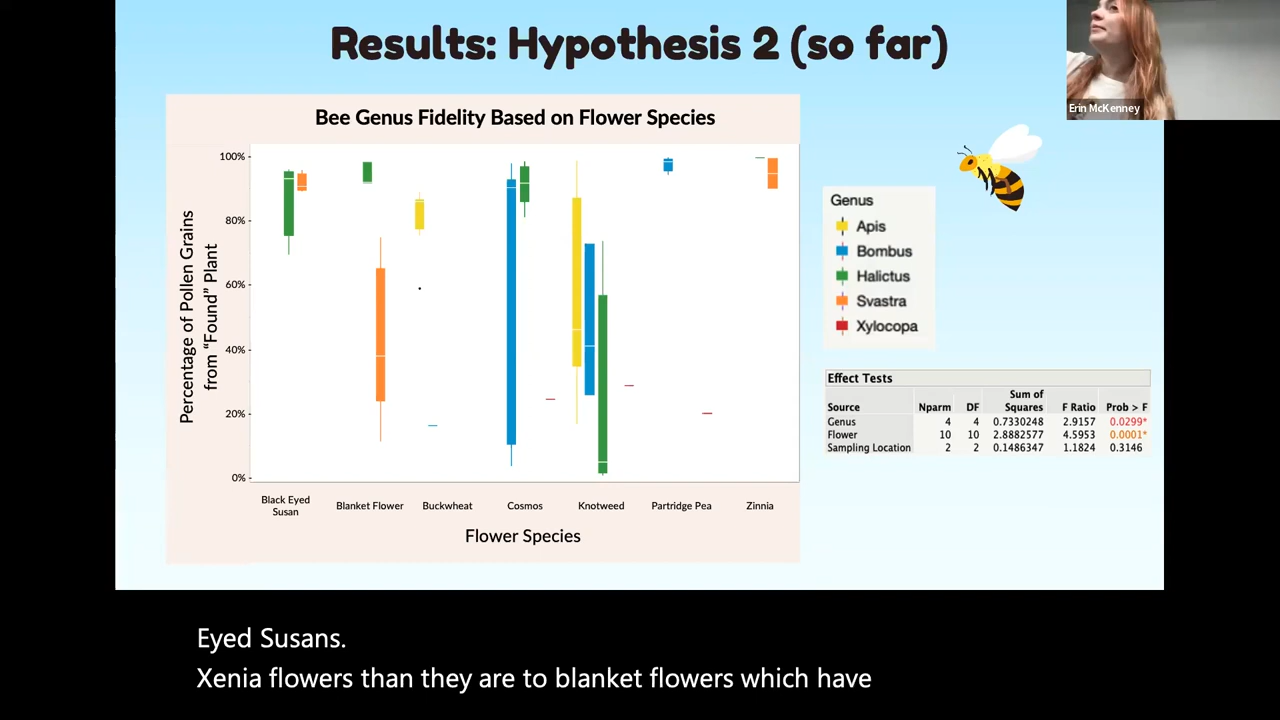 Results: Hypothesis 2 (so far)
Erin McKenney
Bee Genus Fidelity Based on Flower Species
Percentage of Pollen Grains
from “Found” Plant
100%
80%
60%
40%
20%
0%
Black Eyed
Susan
Blanket Flower
Buckwheat
Cosmos
Knotweed
Partridge Pea
Zinnia
Flower Species
Genus
Apis
Bombus
Halictus
Svastra
Xylocopa
Effect Tests
Sum of
Source Nparm DF Squares F Ratio Prob > F
Genus 4 4 0.7330248 2.9157 0.0299*
Flower 10 10 2.8882577 4.5953 0.0001*
Sampling Location 2 2 0.1486347 1.1824 0.3146
Eyed Susans.
Xenia flowers than they are to blanket flowers which have